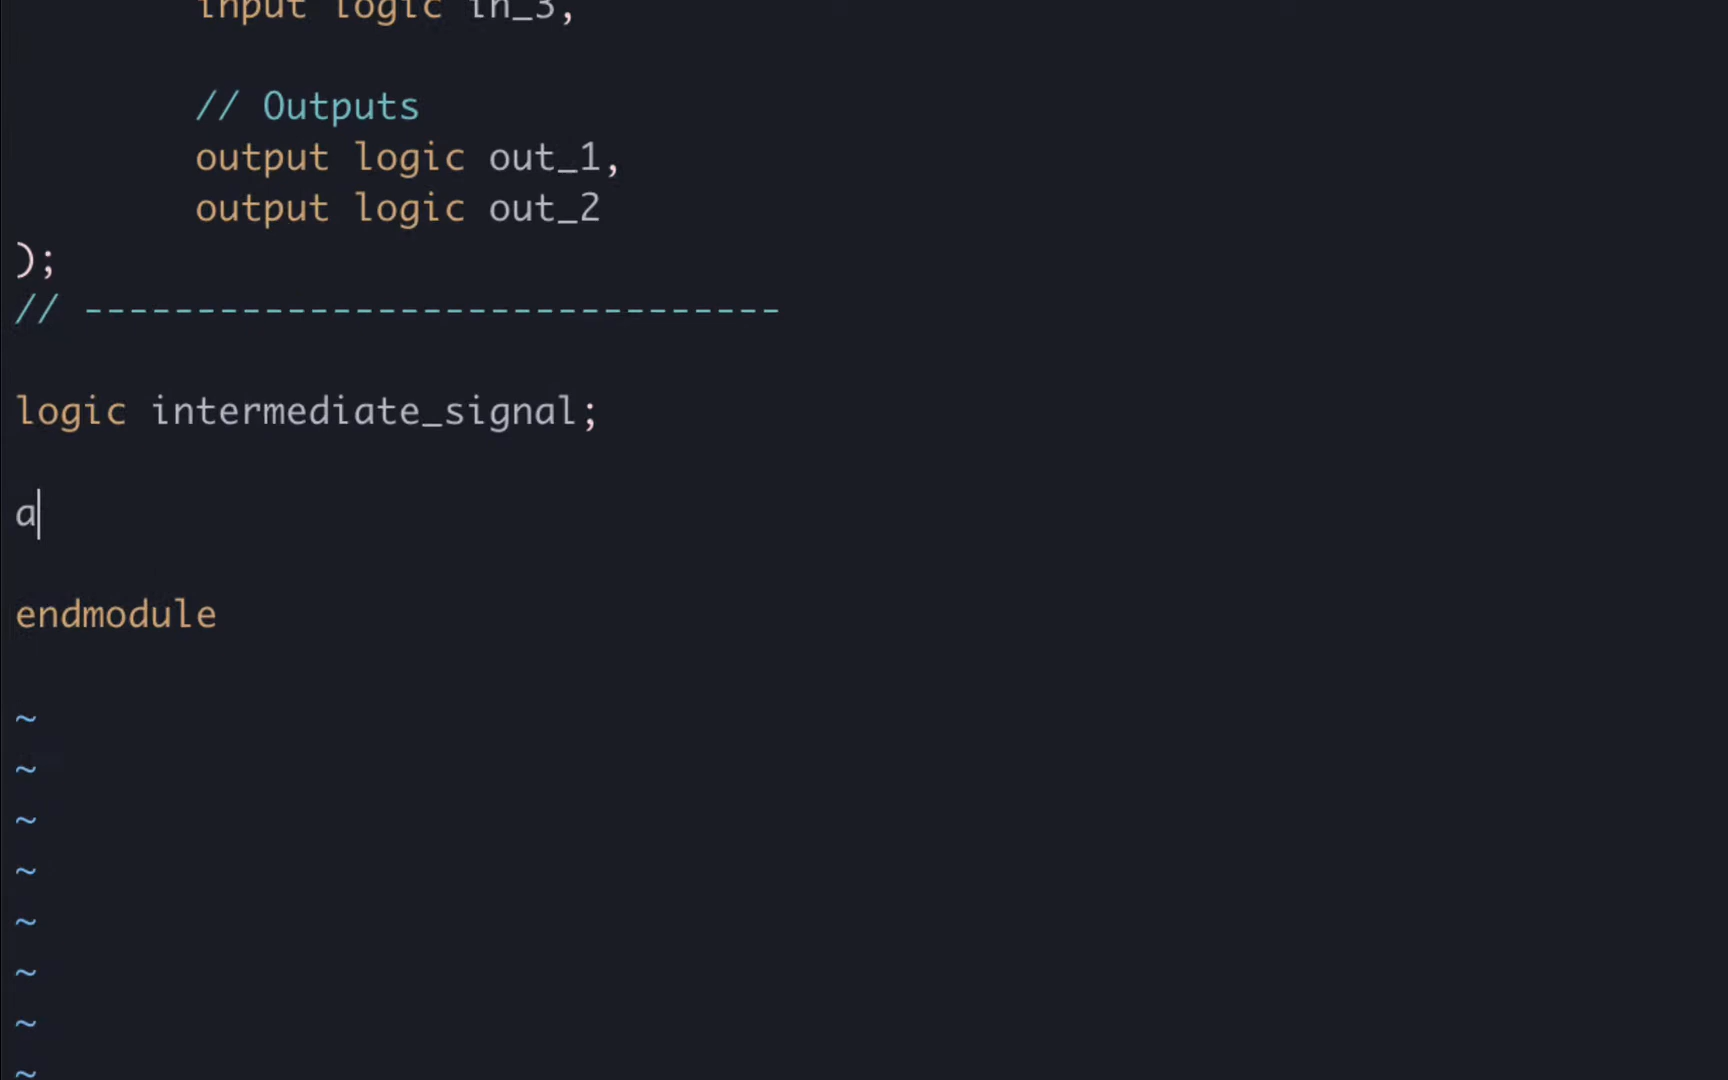 input logic in_3,
// Outputs
output logic out_1,
output logic out_2
);
// -------------------------------
logic intermediate_signal;
a
endmodule
~
~
~
~
~
~
~
~